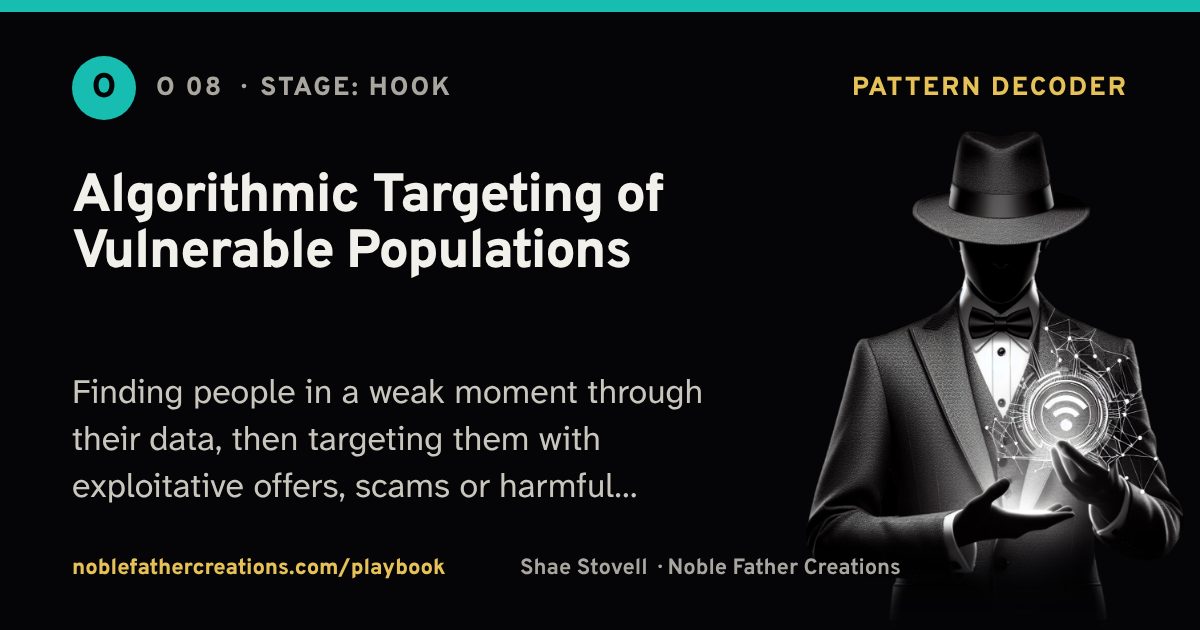 O O 08 · STAGE: HOOK PATTERN DECODER
Algorithmic Targeting of
Vulnerable Populations
Finding people in a weak moment through
their data, then targeting them with
exploitative offers, scams or harmful...
noblefathercreations.com/playbook Shae Stovell · Noble Father Creations